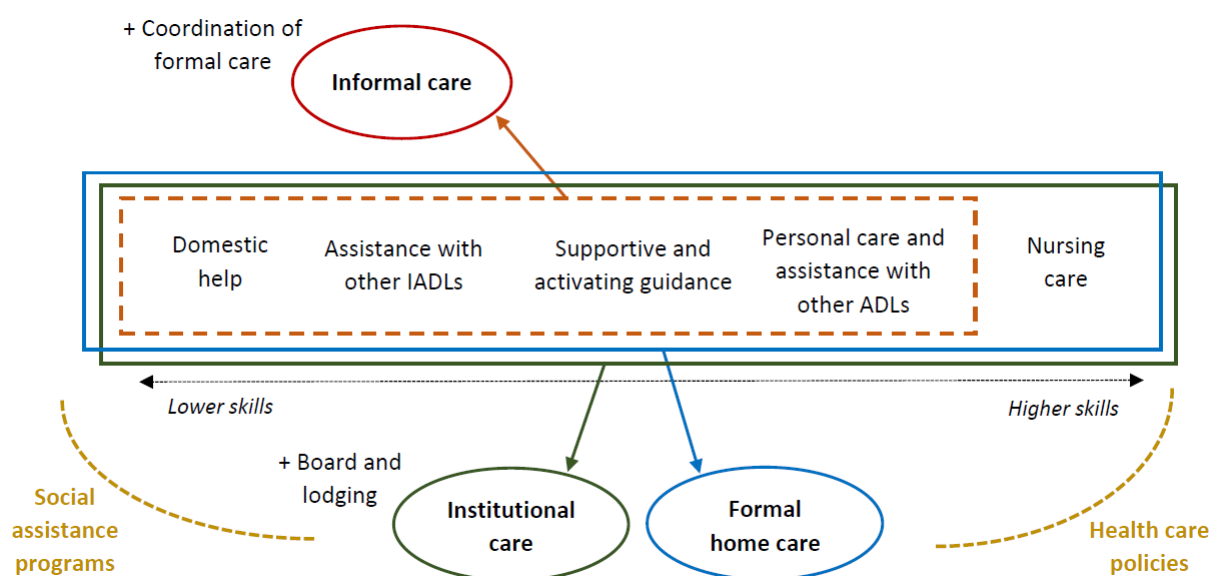 + Coordination of
formal care
Informal care
Domestic
help
Assistance with
other IADLs
Supportive and
activating guidance
Personal care and
assistance with
other ADLs
Nursing
care
Lower skills
Higher skills
+ Board and
lodging
Social
assistance
programs
Institutional
care
Formal
home care
Health care
policies